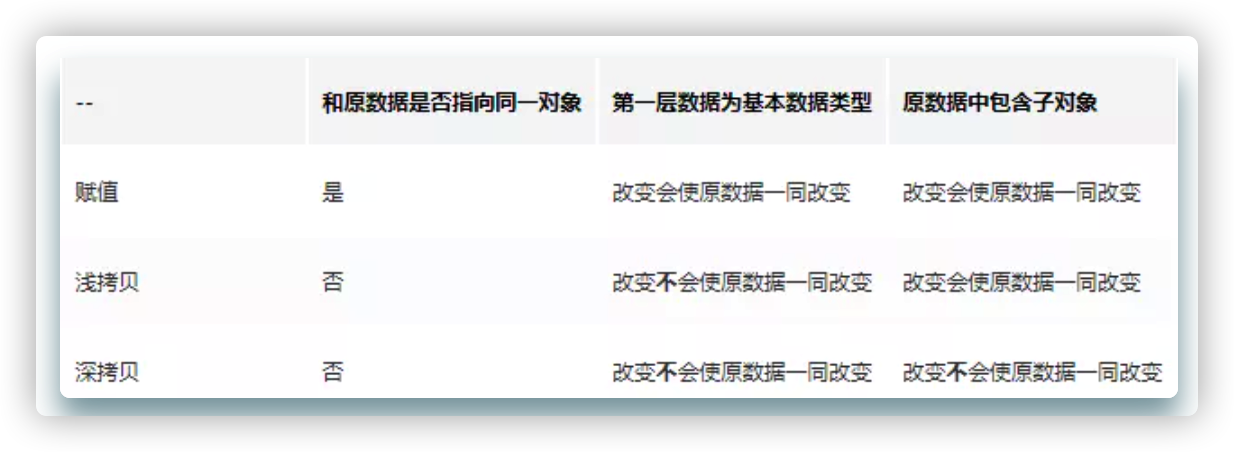 -- 和原数据是否指向同一对象 第一层数据为基本数据类型 原数据中包含子对象
赋值 是 改变会使原数据一同改变 改变会使原数据一同改变
浅拷贝 否 改变不会使原数据一同改变 改变会使原数据一同改变
深拷贝 否 改变不会使原数据一同改变 改变不会使原数据一同改变